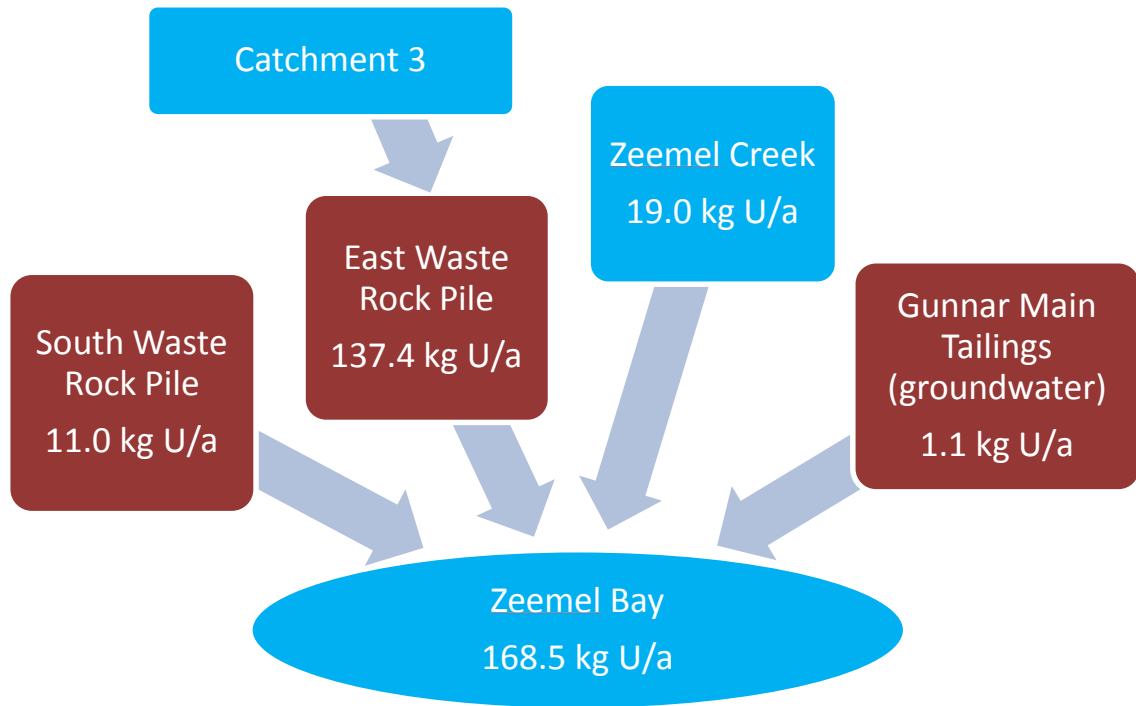 Catchment 3
Zeemel Creek
19.0 kg U/a
East Waste
Rock Pile
137.4 kg U/a
South Waste
Rock Pile
11.0 kg U/a
Gunnar Main
Tailings
(groundwater)
1.1 kg U/a
Zeemel Bay
168.5 kg U/a